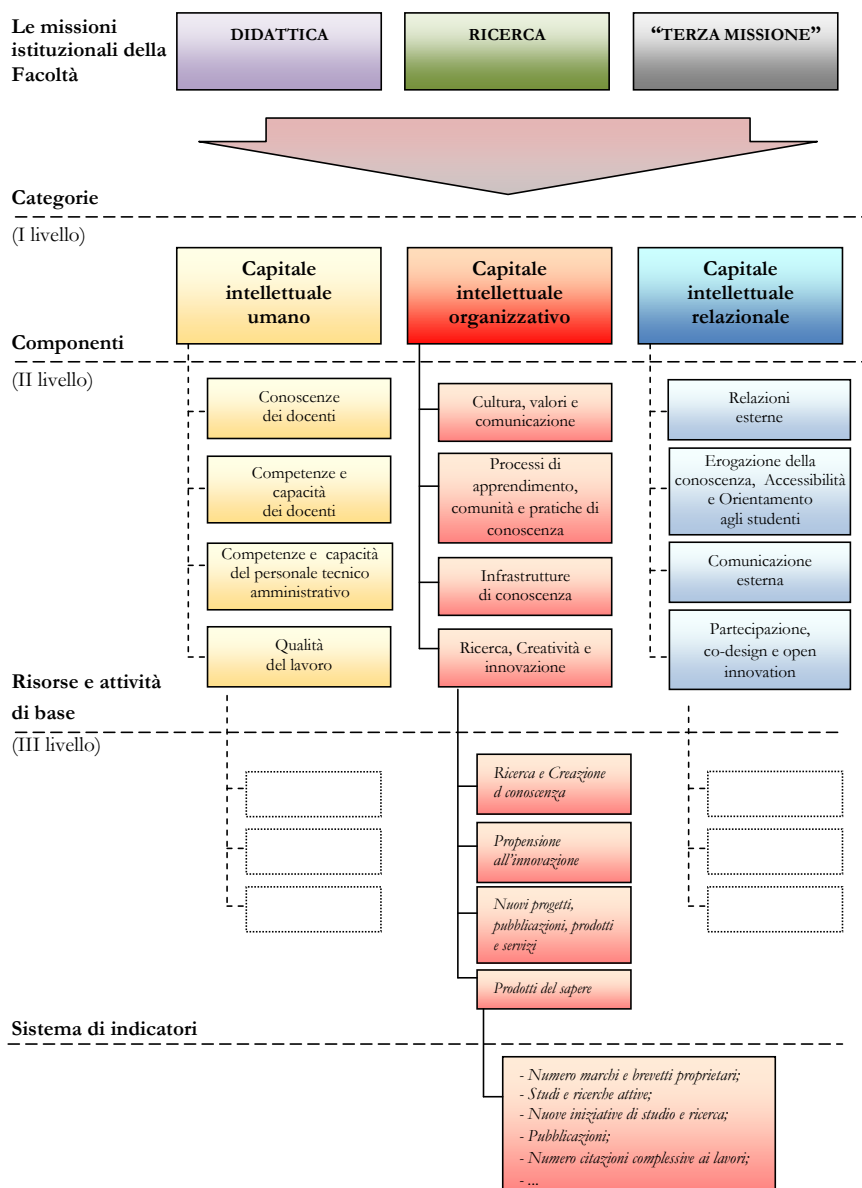 Le missioni
istituzionali della
Facoltà
DIDATTICA
RICERCA
“TERZA MISSIONE”
Categorie
(I livello)
Capitale
intellettuale
umano
Capitale
intellettuale
organizzativo
Capitale
intellettuale
relazionale
Componenti
(II livello)
Conoscenze
dei docenti
Competenze e
capacità
dei docenti
Competenze e capacità
del personale tecnico
amministrativo
Qualità
del lavoro
Cultura, valori e
comunicazione
Processi di
apprendimento,
comunità e pratiche di
conoscenza
Infrastrutture
di conoscenza
Ricerca, Creatività e
innovazione
Relazioni
esterne
Erogazione della
conoscenza, Accessibilità
e Orientamento
agli studenti
Comunicazione
esterna
Partecipazione,
co-design e open
innovation
Risorse e attività
di base
(III livello)
Ricerca e Creazione
d conoscenza
Propensione
all’innovazione
Nuovi progetti,
pubblicazioni, prodotti
e servizi
Prodotti del sapere
Sistema di indicatori
- Numero marchi e brevetti proprietari;
- Studi e ricerche attive;
- Nuove iniziative di studio e ricerca;
- Pubblicazioni;
- Numero citazioni complessive ai lavori;
- ...